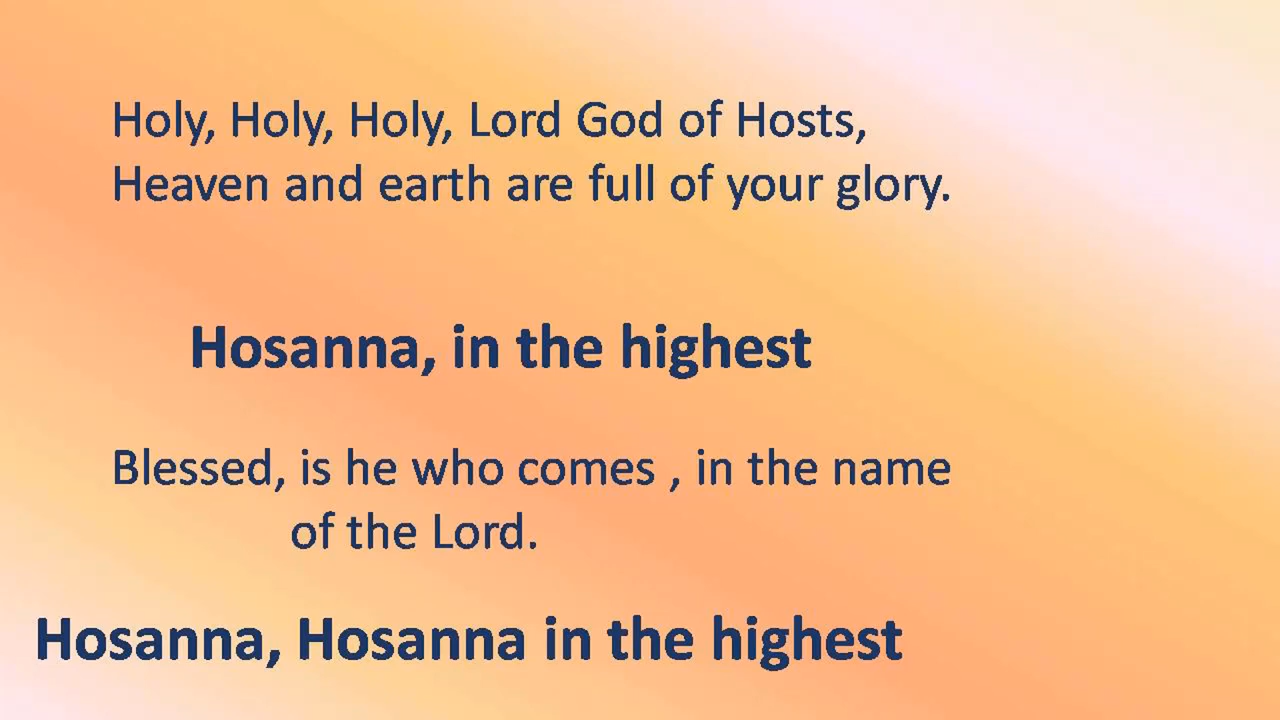 Holy, Holy, Holy, Lord God of Hosts,
Heaven and earth are full of your glory.
Hosanna, in the highest
Blessed, is he who comes , in the name
of the Lord.
Hosanna, Hosanna in the highest